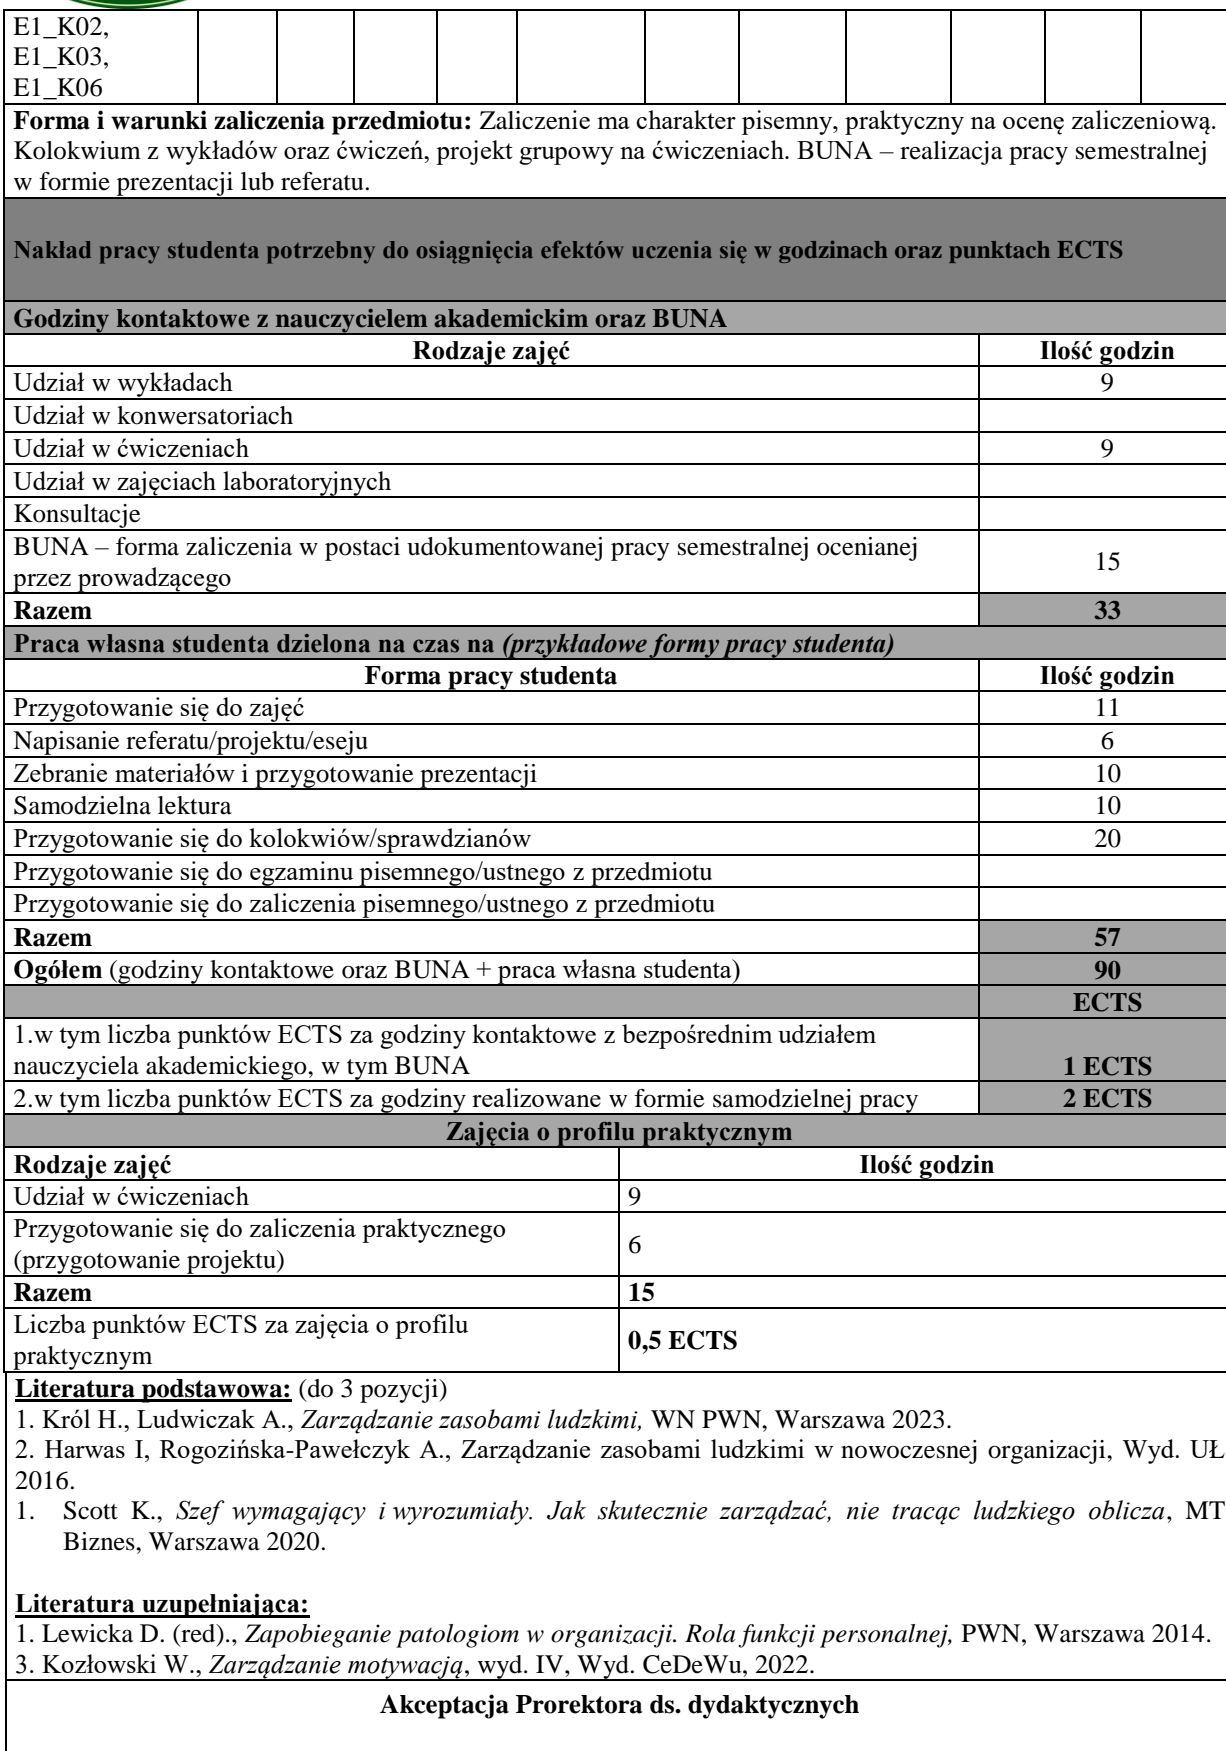 E1_K02,
E1_K03,
E1_K06
Forma i warunki zaliczenia przedmiotu: Zaliczenie ma charakter pisemny, praktyczny na ocenę zaliczeniową.
Kolokwium z wykładów oraz ćwiczeń, projekt grupowy na ćwiczeniach. BUNA – realizacja pracy semestralnej
w formie prezentacji lub referatu.
Nakład pracy studenta potrzebny do osiągnięcia efektów uczenia się w godzinach oraz punktach ECTS
Godziny kontaktowe z nauczycielem akademickim oraz BUNA
Rodzaje zajęć Ilość godzin
Udział w wykładach 9
Udział w konwersatoriach
Udział w ćwiczeniach 9
Udział w zajęciach laboratoryjnych
Konsultacje
BUNA – forma zaliczenia w postaci udokumentowanej pracy semestralnej ocenianej
przez prowadzącego 15
Razem 33
Praca własna studenta dzielona na czas na (przykładowe formy pracy studenta)
Forma pracy studenta Ilość godzin
Przygotowanie się do zajęć 11
Napisanie referatu/projektu/eseju 6
Zebranie materiałów i przygotowanie prezentacji 10
Samodzielna lektura 10
Przygotowanie się do kolokwiów/sprawdzianów 20
Przygotowanie się do egzaminu pisemnego/ustnego z przedmiotu
Przygotowanie się do zaliczenia pisemnego/ustnego z przedmiotu
Razem 57
Ogółem (godziny kontaktowe oraz BUNA + praca własna studenta) 90
ECTS
1.w tym liczba punktów ECTS za godziny kontaktowe z bezpośrednim udziałem
nauczyciela akademickiego, w tym BUNA 1 ECTS
2.w tym liczba punktów ECTS za godziny realizowane w formie samodzielnej pracy 2 ECTS
Zajęcia o profilu praktycznym
Rodzaje zajęć Ilość godzin
Udział w ćwiczeniach 9
Przygotowanie się do zaliczenia praktycznego
(przygotowanie projektu) 6
Razem 15
Liczba punktów ECTS za zajęcia o profilu
praktycznym 0,5 ECTS
Literatura podstawowa: (do 3 pozycji)
1. Król H., Ludwiczak A., Zarządzanie zasobami ludzkimi, WN PWN, Warszawa 2023.
2. Harwas I, Rogozińska-Pawełczyk A., Zarządzanie zasobami ludzkimi w nowoczesnej organizacji, Wyd. UŁ
2016.
1. Scott K., Szef wymagający i wyrozumiały. Jak skutecznie zarządzać, nie tracąc ludzkiego oblicza, MT
Biznes, Warszawa 2020.
Literatura uzupełniająca:
1. Lewicka D. (red)., Zapobieganie patologiom w organizacji. Rola funkcji personalnej, PWN, Warszawa 2014.
3. Kozłowski W., Zarządzanie motywacją, wyd. IV, Wyd. CeDeWu, 2022.
Akceptacja Prorektora ds. dydaktycznych